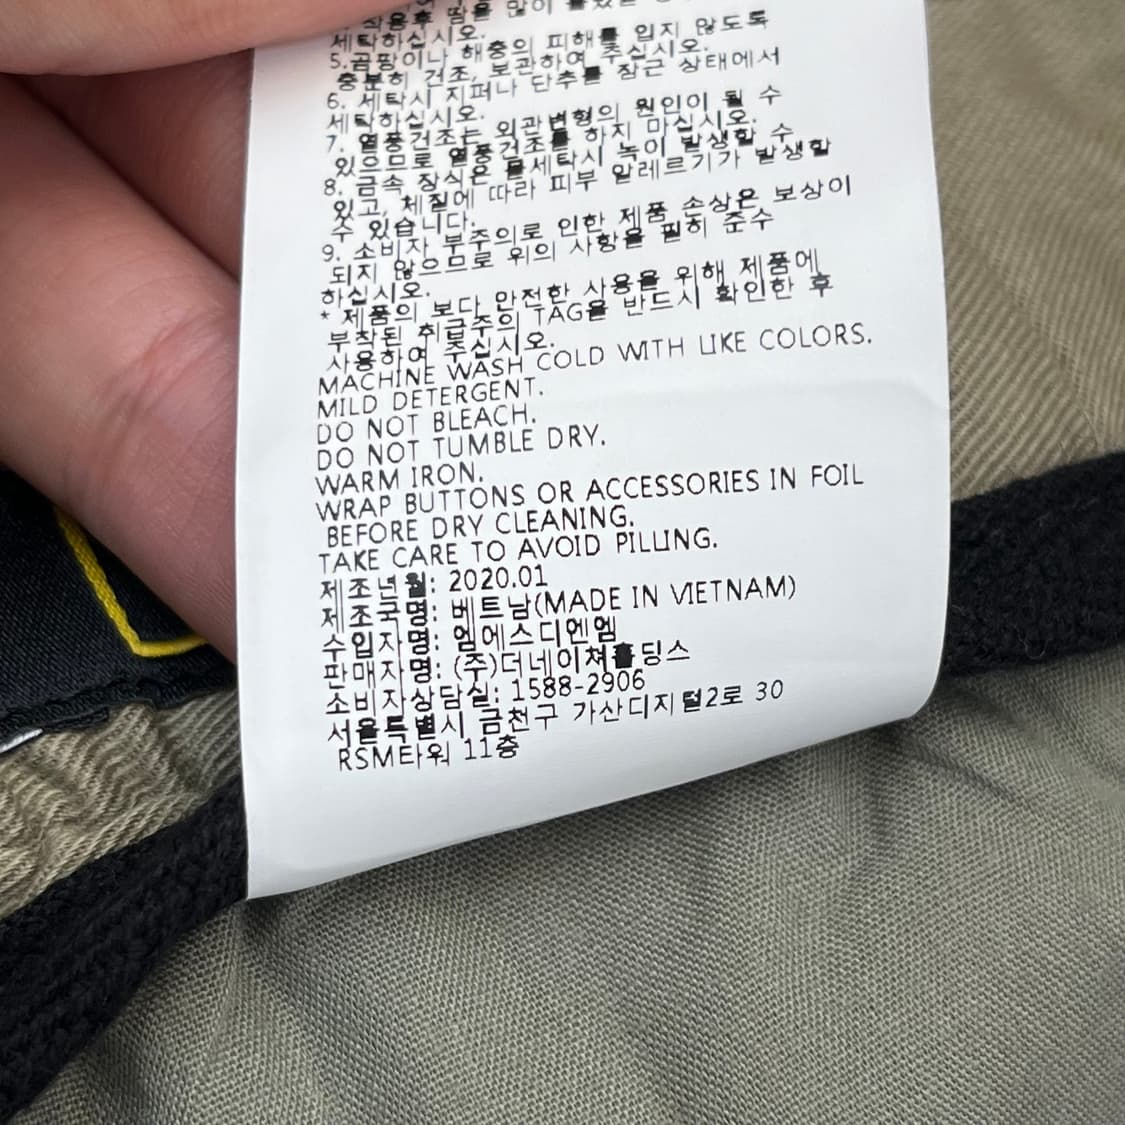 착용후 땀을 많이
세탁하십시오.
5.곰팡이나 해충의 피해를 입지 않도록
충분히 건조, 보관하여 주십시오.
6. 세탁시 지퍼나 단추를 잠근 상태에서
세탁하십시오.
7. 열풍건조는 외관변형의 원인이 될 수
있으므로 열풍건조를 하지 마십시오.
8. 금속 장식은 물세탁시 녹이 발생할 수
있고, 체질에 따라 피부 알레르기가 발생할
수 있습니다.
9. 소비자 부주의로 인한 제품 손상은 보상이
되지 않으므로 위의 사항을 필히 준수
하십시오.
* 제품의 보다 안전한 사용을 위해 제품에
부착된 취급주의 TAG을 반드시 확인한 후
사용하여 주십시오.
MACHINE WASH COLD WITH LIKE COLORS.
MILD DETERGENT.
DO NOT BLEACH.
DO NOT TUMBLE DRY.
WARM IRON.
WRAP BUTTONS OR ACCESSORIES IN FOIL
BEFORE DRY CLEANING.
TAKE CARE TO AVOID PILLING.
제조년월: 2020.01
제조국명: 베트남(MADE IN VIETNAM)
수입자명: 엠에스디엔엠
판매자명: (주)더네이쳐홀딩스
소비자상담실: 1588-2906
서울특별시 금천구 가산디지털2로 30
RSM타워 11층